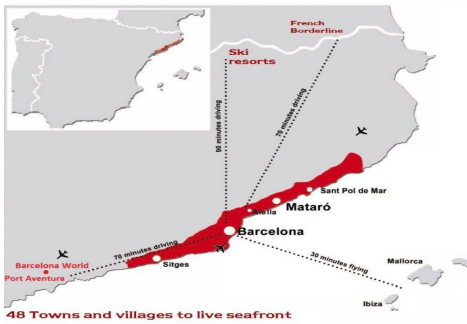 French
Borderline
Ski
resorts
90 minutes driving
70 minutes driving
Sant Pol de Mar
Mataró
Alella
Barcelona
70 minutes driving
Barcelona World
Port Aventura
Sitges
30 minutes flying
Mallorca
Ibiza
48 Towns and villages to live seafront